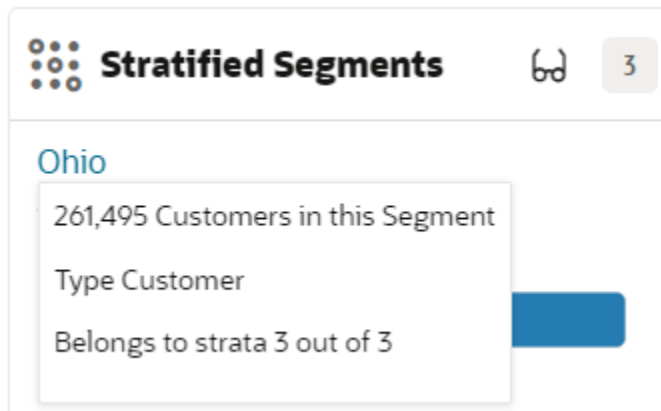 Stratified Segments 3
Ohio
261,495 Customers in this Segment
Type Customer
Belongs to strata 3 out of 3